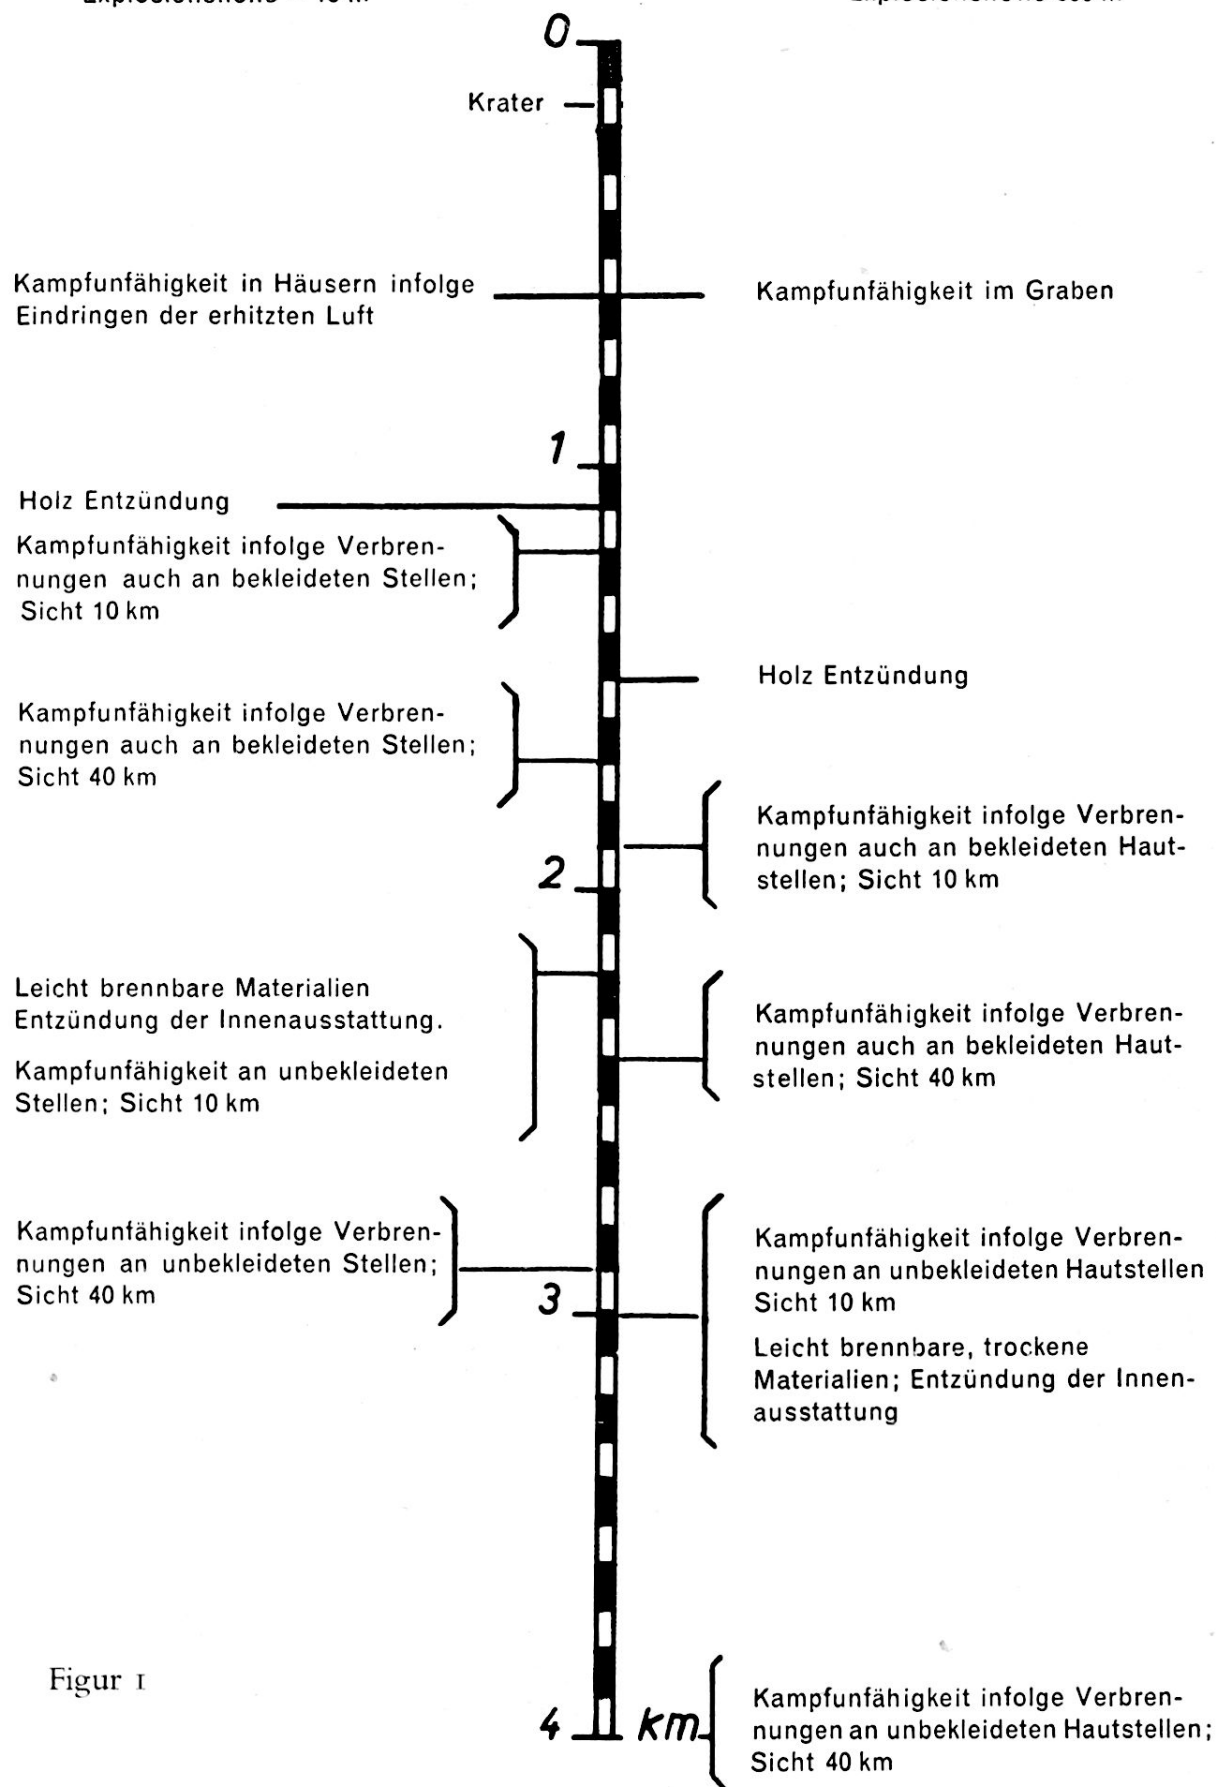 Explosionshöhe
Explosionshöhe
0
Krater
Kampfunfähigkeit in Häusern infolge
Eindringen der erhitzten Luft
Kampfunfähigkeit im Graben
1
Holz Entzündung
Kampfunfähigkeit infolge Verbren-
nungen auch an bekleideten Stellen;
Sicht 10 km
Holz Entzündung
Kampfunfähigkeit infolge Verbren-
nungen auch an bekleideten Stellen;
Sicht 40 km
Kampfunfähigkeit infolge Verbren-
nungen auch an bekleideten Haut-
stellen; Sicht 10 km
2
Leicht brennbare Materialien
Entzündung der Innenausstattung.
Kampfunfähigkeit an unbekleideten
Stellen; Sicht 10 km
Kampfunfähigkeit infolge Verbren-
nungen auch an bekleideten Haut-
stellen; Sicht 40 km
Kampfunfähigkeit infolge Verbren-
nungen an unbekleideten Stellen;
Sicht 40 km
3
Kampfunfähigkeit infolge Verbren-
nungen an unbekleideten Hautstellen
Sicht 10 km
Leicht brennbare, trockene
Materialien; Entzündung der Innen-
ausstattung
Figur 1
4 km
Kampfunfähigkeit infolge Verbren-
nungen an unbekleideten Hautstellen;
Sicht 40 km